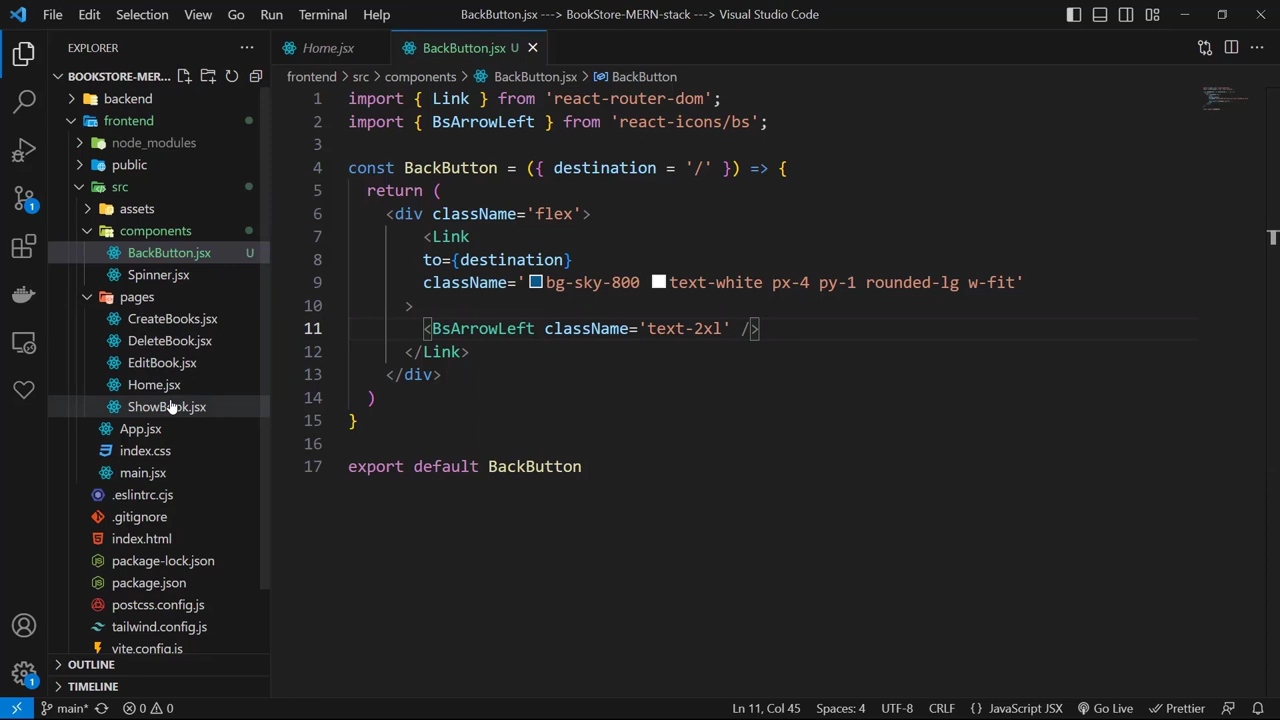 File Edit Selection View Go Run Terminal Help
BackButton.jsx ---> BookStore-MERN-stack ---> Visual Studio Code
EXPLORER
BOOKSTORE-MER...
backend
frontend
node_modules
public
src
assets
components
BackButton.jsx U
Spinner.jsx
pages
CreateBooks.jsx
DeleteBook.jsx
EditBook.jsx
Home.jsx
ShowBook.jsx
App.jsx
index.css
main.jsx
.eslintrc.cjs
.gitignore
index.html
package-lock.json
package.json
postcss.config.js
tailwind.config.js
vite.config.js
OUTLINE
TIMELINE
1
1
Home.jsx
BackButton.jsx U
frontend > src > components > BackButton.jsx > BackButton
1 import { Link } from 'react-router-dom';
2 import { BsArrowLeft } from 'react-icons/bs';
3
4 const BackButton = ({ destination = '/' }) => {
5 return (
6 <div className='flex'>
7 <Link
8 to={destination}
9 className='bg-sky-800 text-white px-4 py-1 rounded-lg w-fit'
10 >
11 <BsArrowLeft className='text-2xl' />
12 </Link>
13 </div>
14 )
15 }
16
17 export default BackButton
main* 0 0
Ln 11, Col 45 Spaces: 4 UTF-8 CRLF {} JavaScript JSX Go Live Prettier